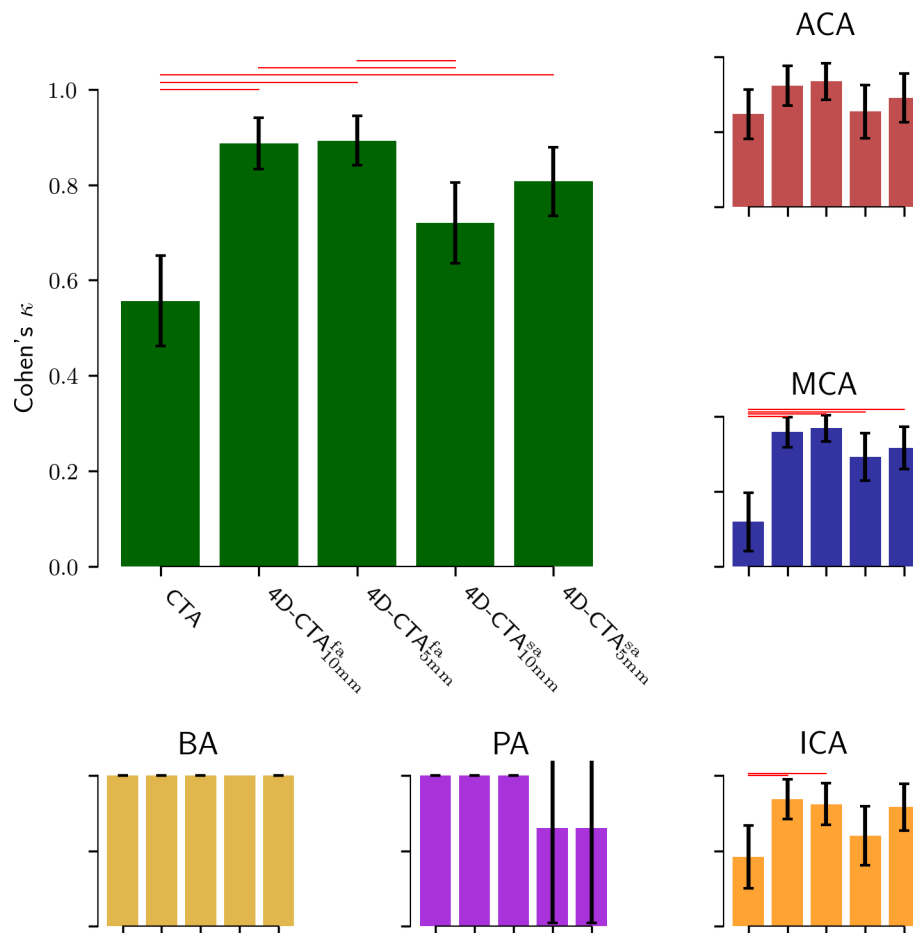 ACA
1.0
0.8
0.6
0.4
0.2
0.0
Cohen's κ
CTA
4D-CTA^fa_10mm
4D-CTA^fa_5mm
4D-CTA^sa_10mm
4D-CTA^sa_5mm
MCA
BA
PA
ICA